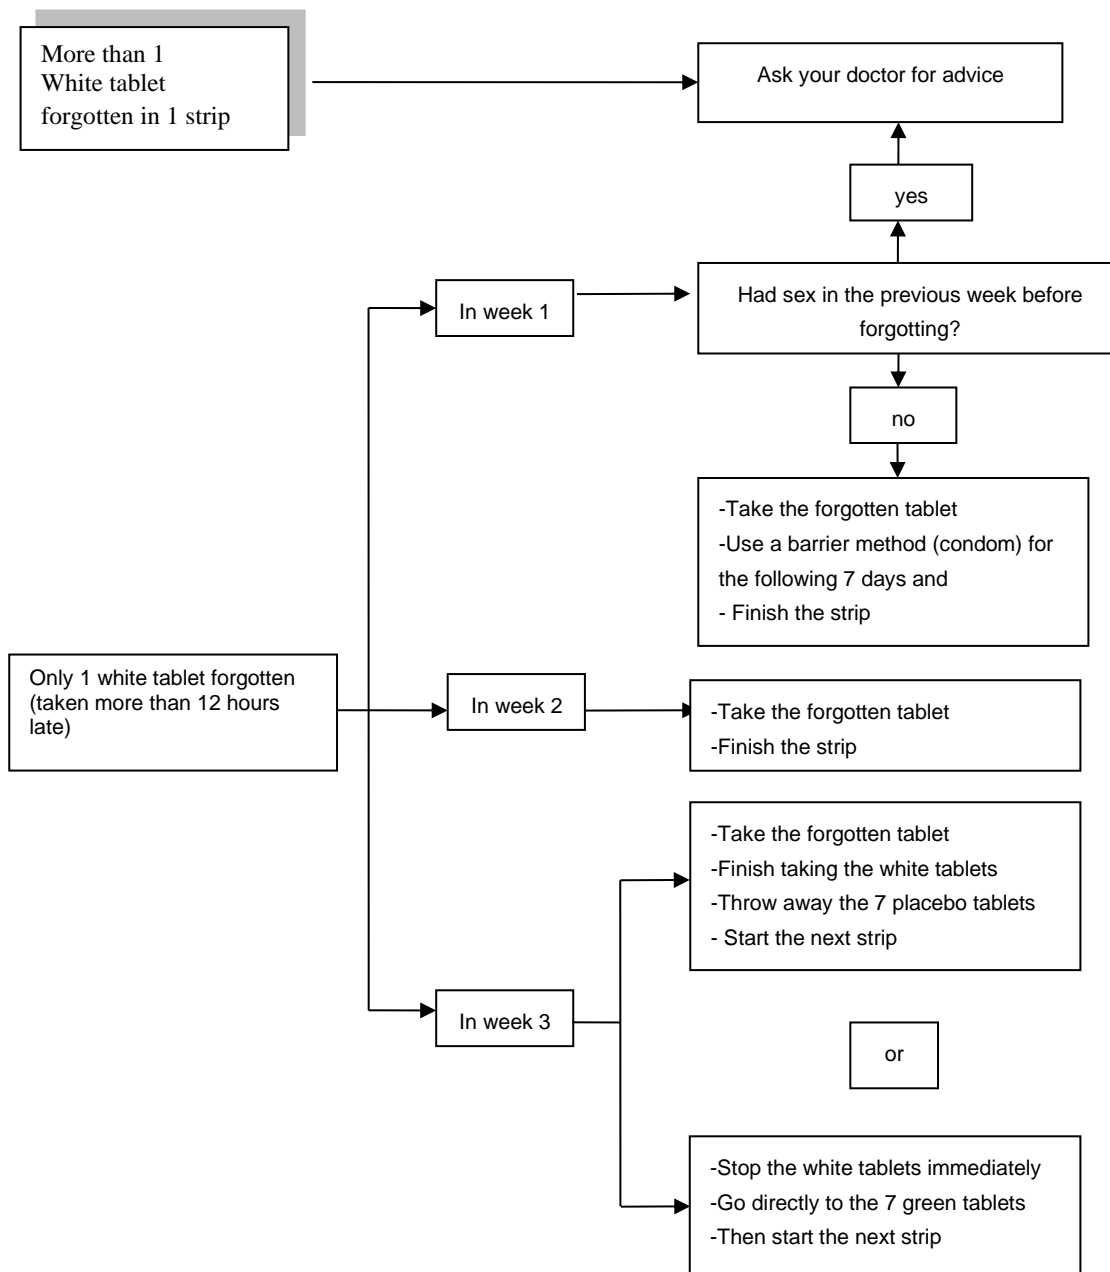 More than 1
White tablet
forgotten in 1 strip
Ask your doctor for advice
yes
In week 1
Had sex in the previous week before
forgotting?
no
-Take the forgotten tablet
-Use a barrier method (condom) for
the following 7 days and
- Finish the strip
Only 1 white tablet forgotten
(taken more than 12 hours
late)
In week 2
-Take the forgotten tablet
-Finish the strip
-Take the forgotten tablet
-Finish taking the white tablets
-Throw away the 7 placebo tablets
- Start the next strip
In week 3
or
-Stop the white tablets immediately
-Go directly to the 7 green tablets
-Then start the next strip